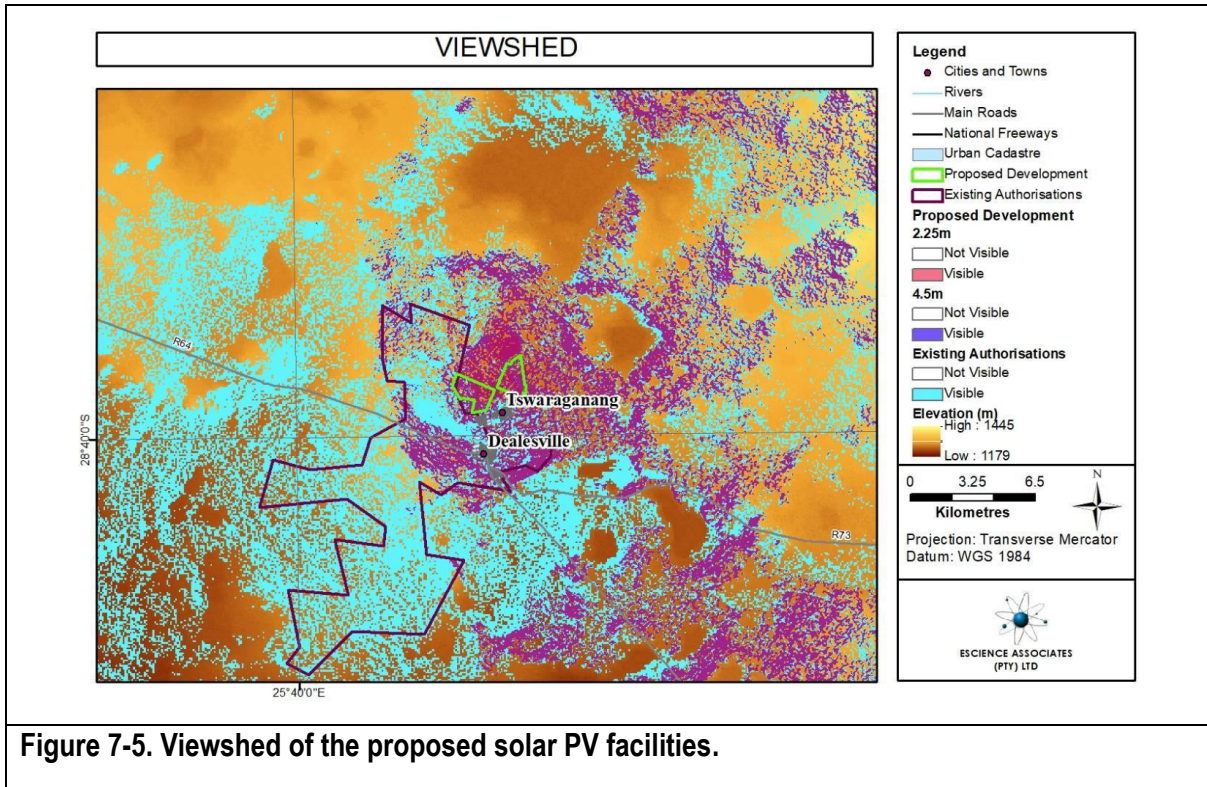 VIEWSHED
R64
Tswaraganang
Dealesville
R73
28°40'0"S
25°40'0"E
Legend
Cities and Towns
Rivers
Main Roads
National Freeways
Urban Cadastre
Proposed Development
Existing Authorisations
Proposed Development
2.25m
Not Visible
Visible
4.5m
Not Visible
Visible
Existing Authorisations
Not Visible
Visible
Elevation (m)
High : 1445
Low : 1179
0 3.25 6.5
Kilometres
N
Projection: Transverse Mercator
Datum: WGS 1984
ESCIENCE ASSOCIATES
(PTY) LTD
Figure 7-5. Viewshed of the proposed solar PV facilities.